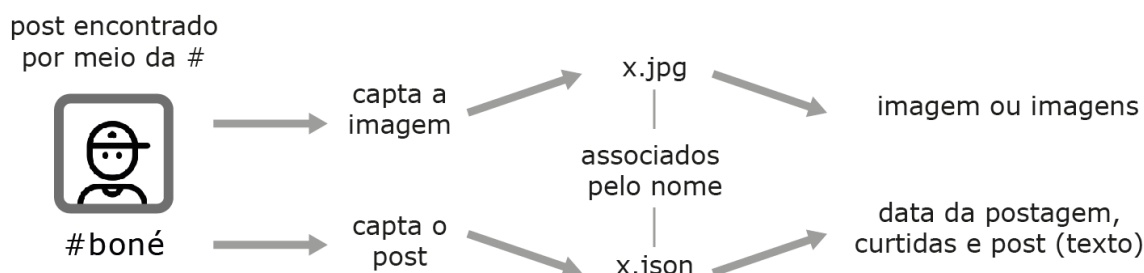 post encontrado
por meio da #
#boné
capta a
imagem
capta o
post
x.jpg
associados
pelo nome
x.json
imagem ou imagens
data da postagem,
curtidas e post (texto)